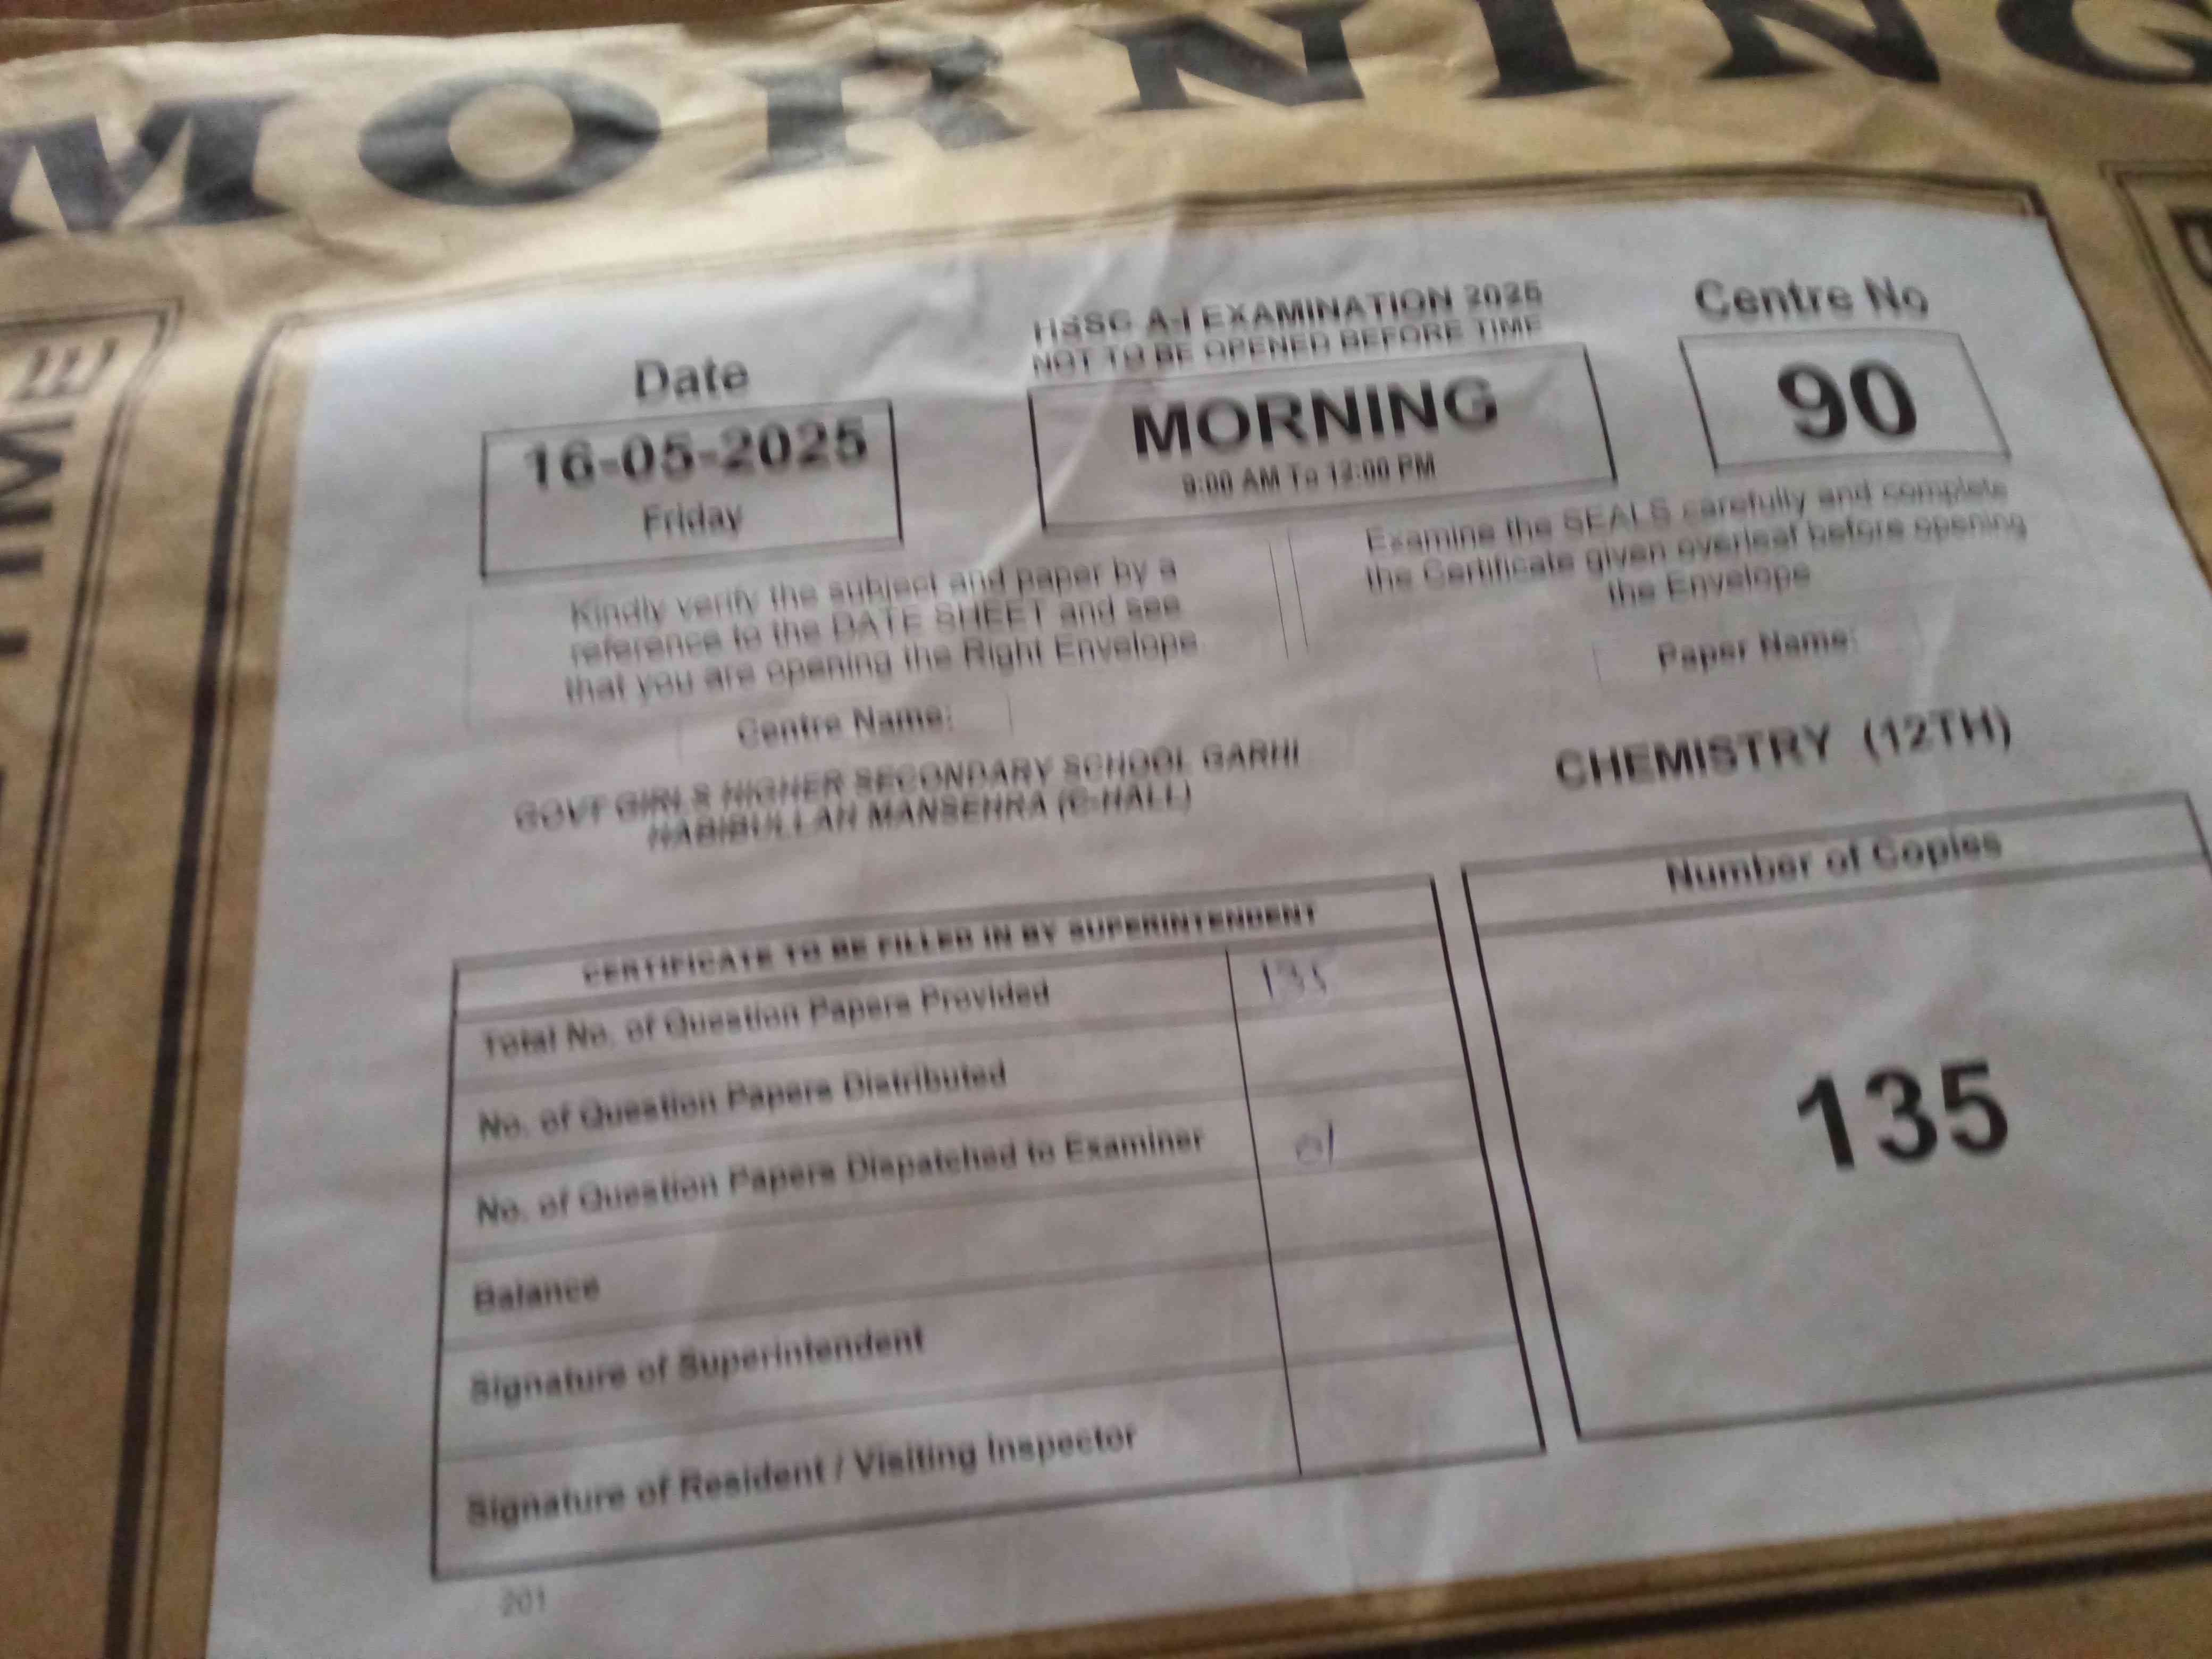 MORNING
TIME
HSSC A-I EXAMINATION 2025
NOT TO BE OPENED BEFORE TIME
Date
16-05-2025
Friday
MORNING
9:00 AM To 12:00 PM
Centre No
90
Kindly verify the subject and paper by a
reference to the DATE SHEET and see
that you are opening the Right Envelope.
Examine the SEALS carefully and complete
the Certificate given overleaf before opening
the Envelope
Centre Name:
GOVT GIRLS HIGHER SECONDARY SCHOOL GARHI
HABIBULLAH MANSEHRA (C-HALL)
Paper Name:
CHEMISTRY (12TH)
CERTIFICATE TO BE FILLED IN BY SUPERINTENDENT
Total No. of Question Papers Provided 135
No. of Question Papers Distributed
No. of Question Papers Dispatched to Examiner 01
Balance
Signature of Superintendent
Signature of Resident / Visiting Inspector
Number of Copies
135
201